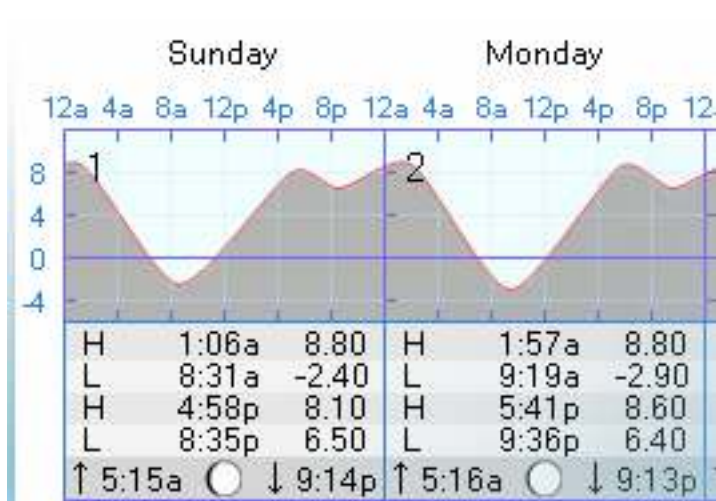 Sunday Monday
12a 4a 8a 12p 4p 8p 12a 4a 8a 12p 4p 8p
1 2
8
4
0
-4
H 1:06a 8.80 H 1:57a 8.80
L 8:31a -2.40 L 9:19a -2.90
H 4:58p 8.10 H 5:41p 8.60
L 8:35p 6.50 L 9:36p 6.40
↑ 5:15a ↓ 9:14p ↑ 5:16a ↓ 9:13p